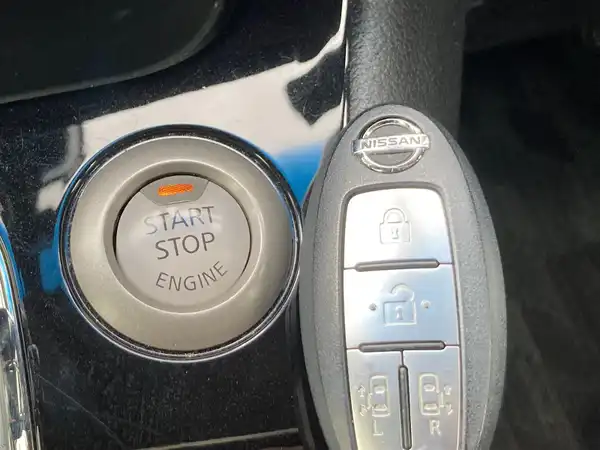 START
STOP
ENGINE
NISSAN
L
R